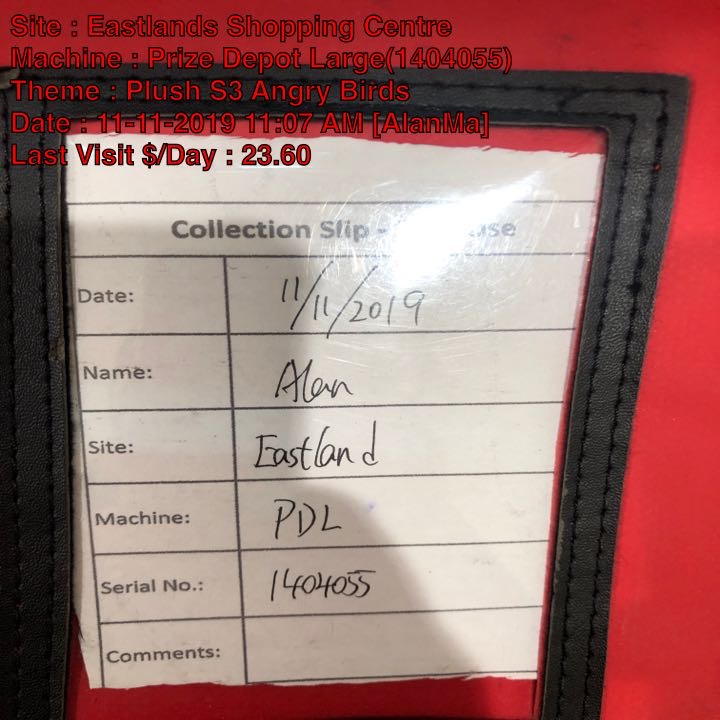 Site : Eastlands Shopping Centre
Machine : Prize Depot Large(1404055)
Theme : Plush S3 Angry Birds
Date : 11-11-2019 11:07 AM [AlanMa]
Last Visit $/Day : 23.60
Collection Slip -
Date: 11/11/2019
Name: Alan
Site: Eastland
Machine: PDL
Serial No.: 1404055
Comments: